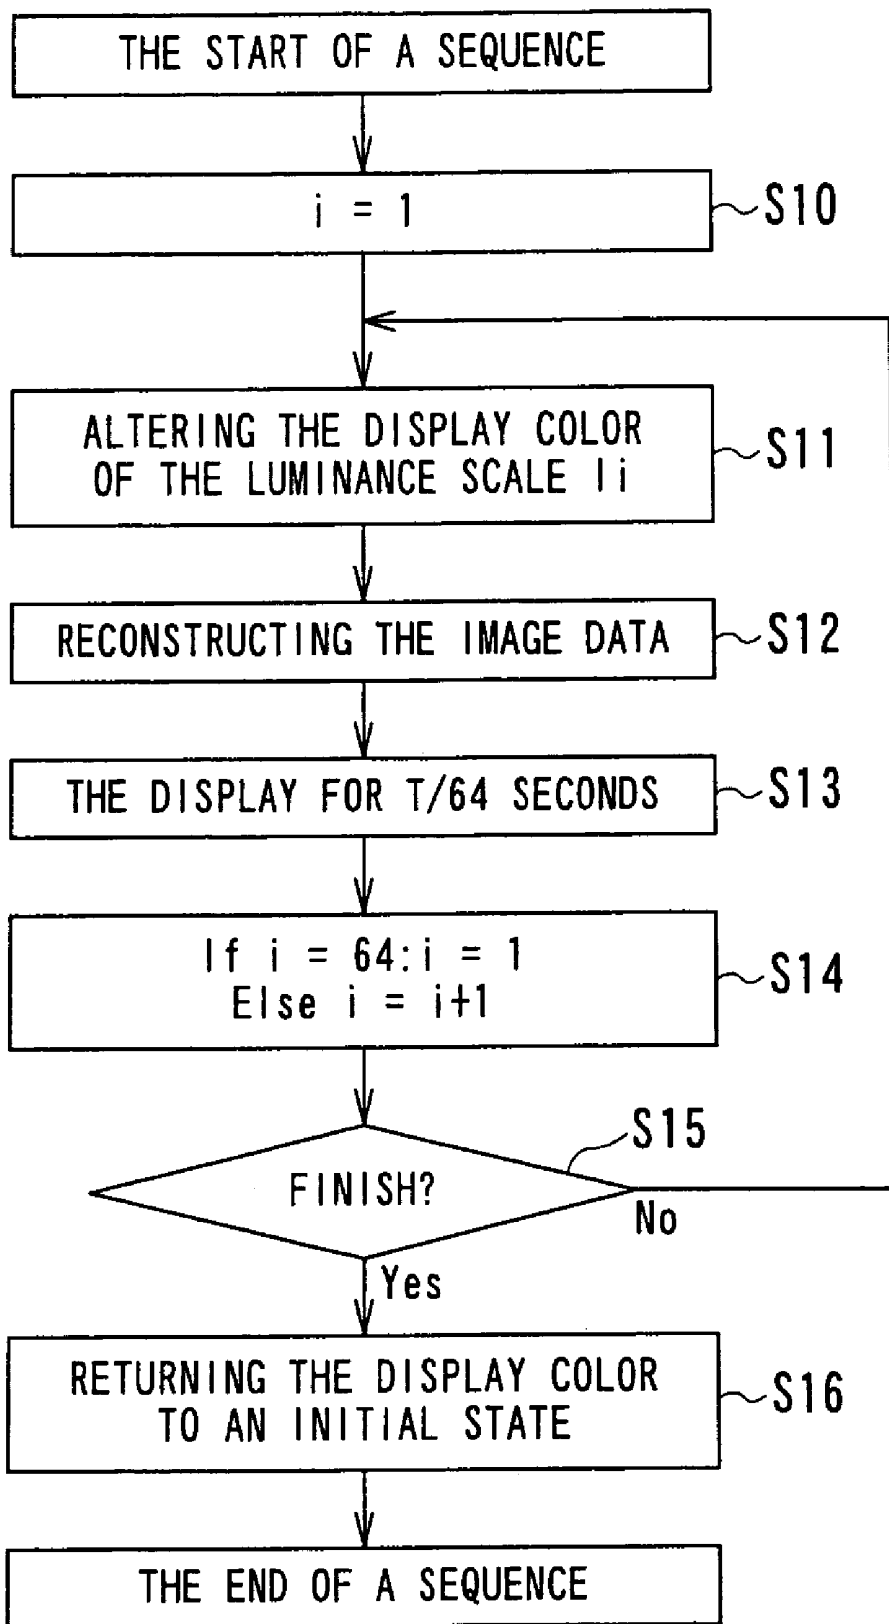 THE START OF A SEQUENCE
i = 1
S10
ALTERING THE DISPLAY COLOR
OF THE LUMINANCE SCALE Ii
S11
RECONSTRUCTING THE IMAGE DATA
S12
THE DISPLAY FOR T/64 SECONDS
S13
If i = 64:i = 1
Else i = i+1
S14
S15
FINISH?
No
Yes
RETURNING THE DISPLAY COLOR
TO AN INITIAL STATE
S16
THE END OF A SEQUENCE